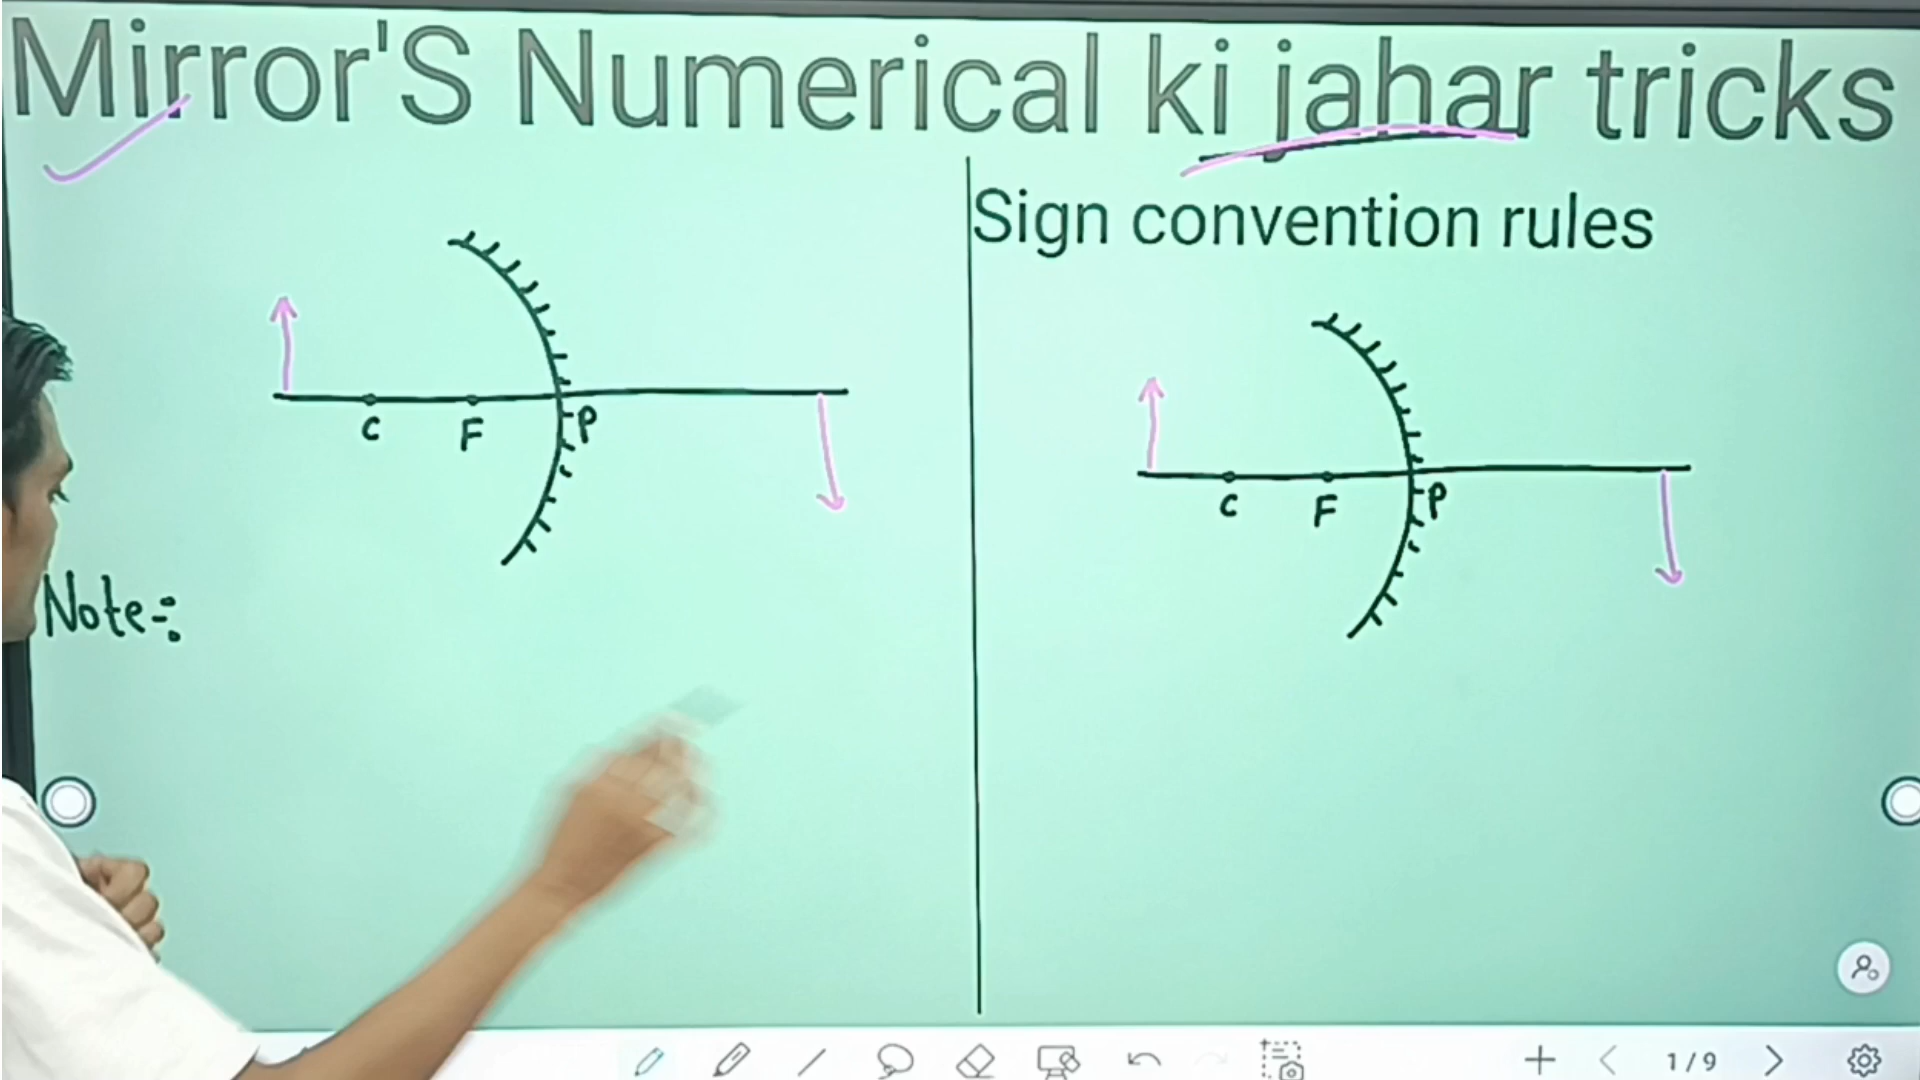 Mirror'S Numerical ki jahar tricks
Sign convention rules
C F P
C F P
Note-:
1/9